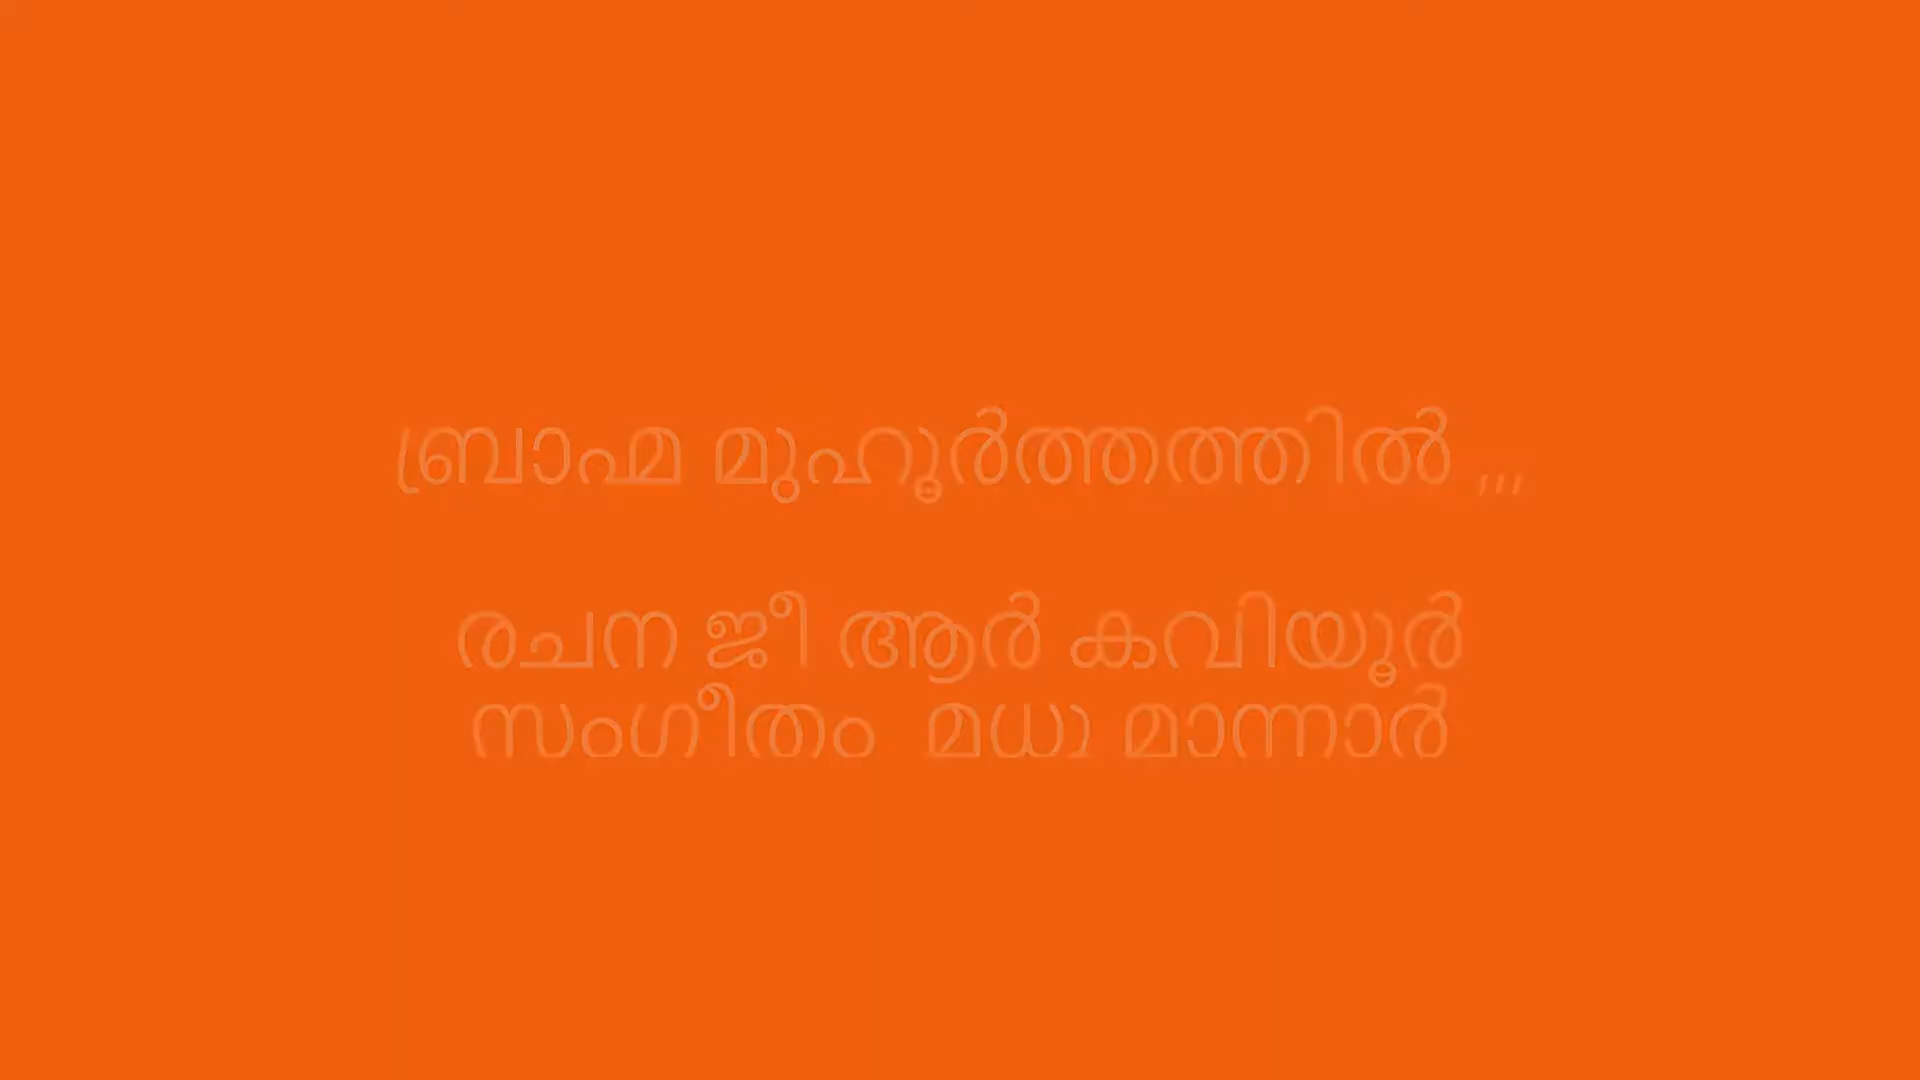 ബ്രാഹ്മ മുഹൂർത്തത്തിൽ ,,,
രചന ജീ ആർ കവിയൂർ
സംഗീതം മധു മാന്നാർ